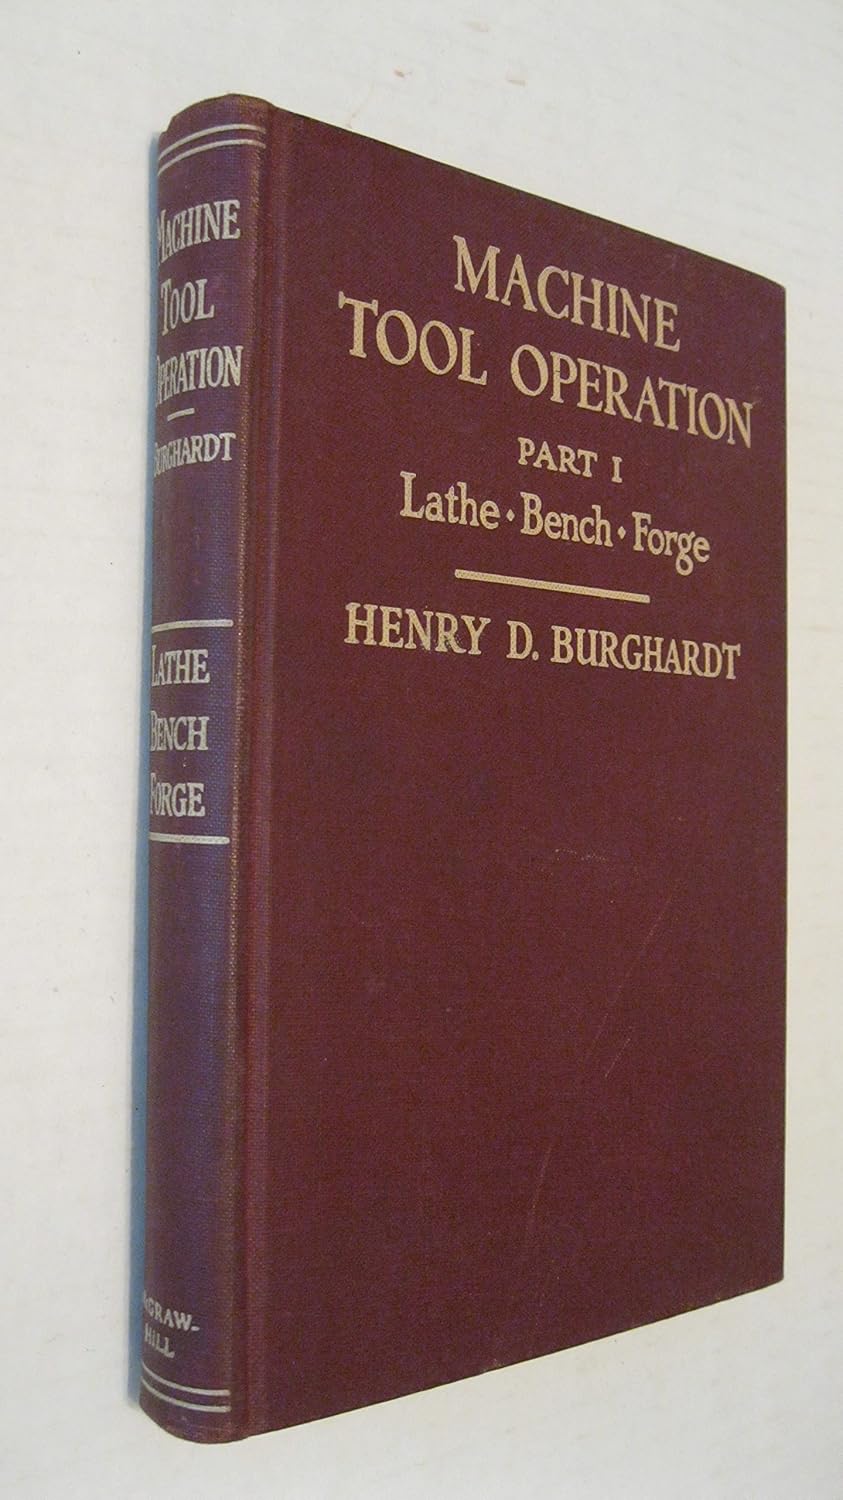 MACHINE
TOOL
OPERATION
BURGHARDT
LATHE
BENCH
FORGE
McGRAW-
HILL
MACHINE
TOOL OPERATION
PART I
Lathe · Bench · Forge
HENRY D. BURGHARDT